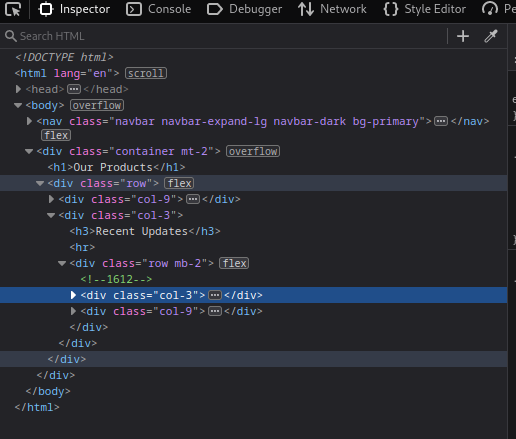 Inspector Console Debugger Network Style Editor Pe
Search HTML
<!DOCTYPE html>
<html lang="en"> scroll
<head> ··· </head>
<body> overflow
<nav class="navbar navbar-expand-lg navbar-dark bg-primary"> ··· </nav>
flex
<div class="container mt-2"> overflow
<h1>Our Products</h1>
<div class="row"> flex
<div class="col-9"> ··· </div>
<div class="col-3">
<h3>Recent Updates</h3>
<hr>
<div class="row mb-2"> flex
<!--1612-->
<div class="col-3"> ··· </div>
<div class="col-9"> ··· </div>
</div>
</div>
</div>
</div>
</body>
</html>